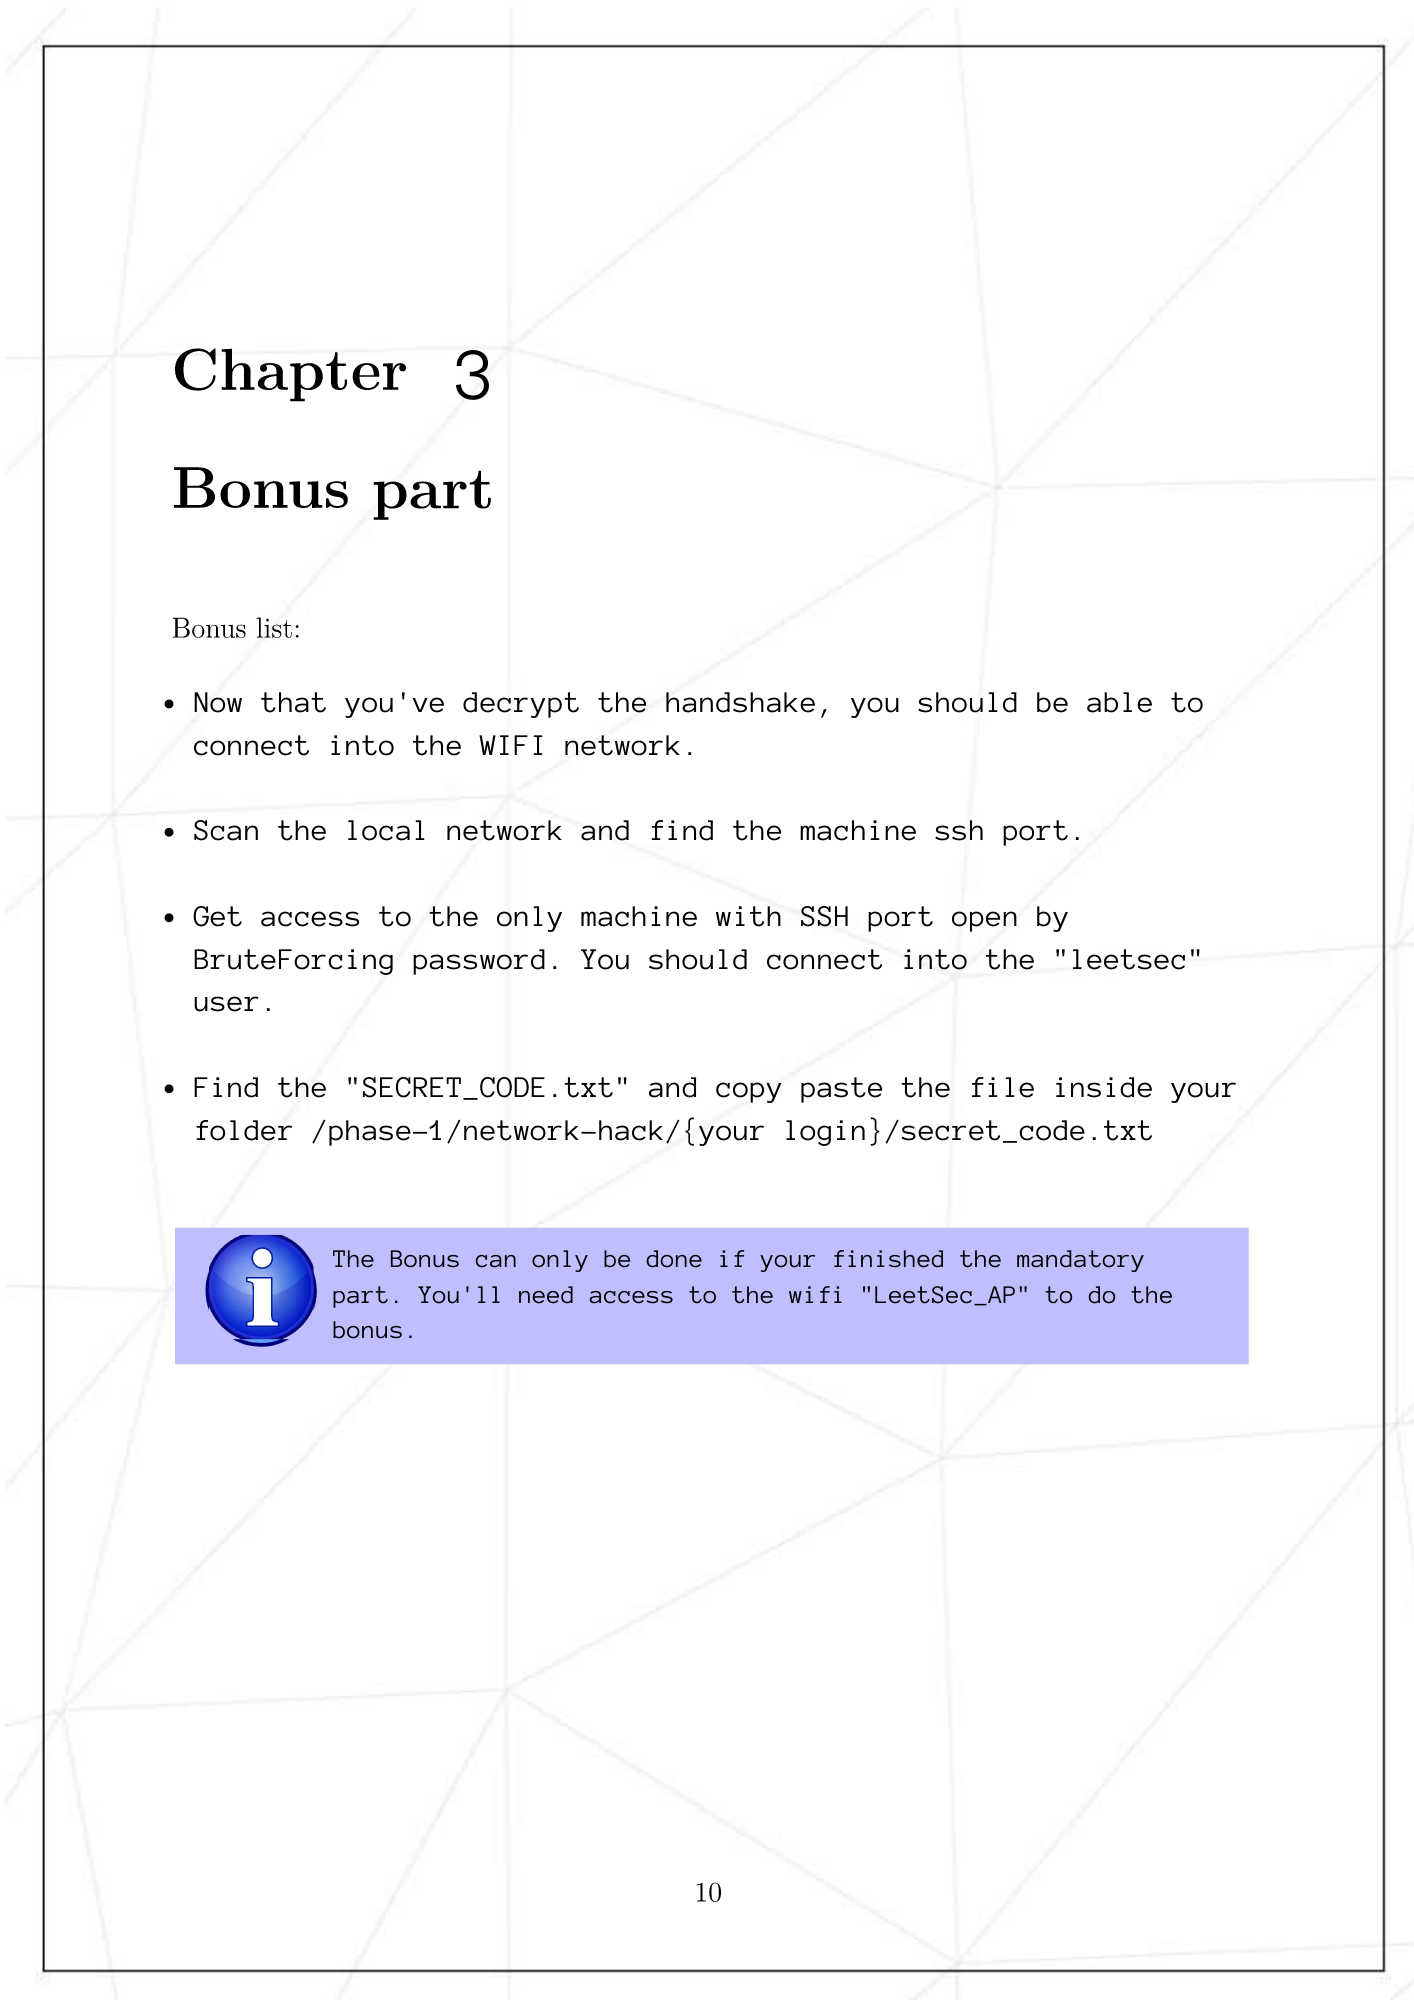 Chapter 3
Bonus part
Bonus list:
• Now that you've decrypt the handshake, you should be able to
connect into the WIFI network.
• Scan the local network and find the machine ssh port.
• Get access to the only machine with SSH port open by
BruteForcing password. You should connect into the "leetsec"
user.
• Find the "SECRET_CODE.txt" and copy paste the file inside your
folder /phase-1/network-hack/{your login}/secret_code.txt
The Bonus can only be done if your finished the mandatory
part. You'll need access to the wifi "LeetSec_AP" to do the
bonus.
10